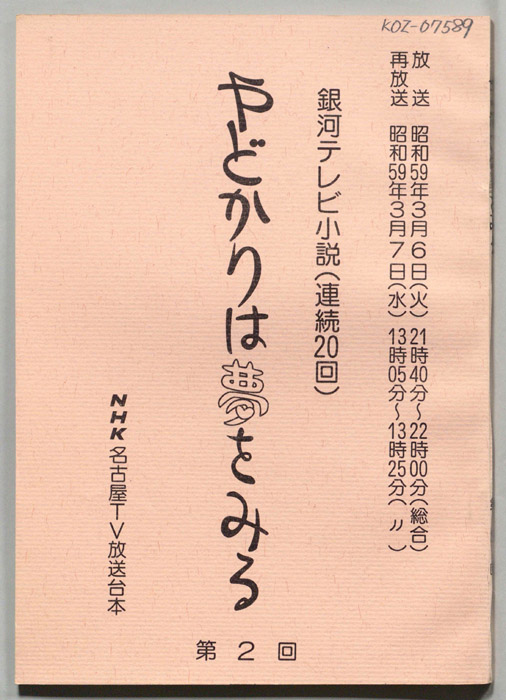 KOZ-07589
放　送　昭和59年3月6日(火)　21時40分～22時00分(総合)
再放送　昭和59年3月7日(水)　13時05分～13時25分(〃)
銀河テレビ小説(連続20回)
やどかりは夢をみる
NHK名古屋TV放送台本
第2回